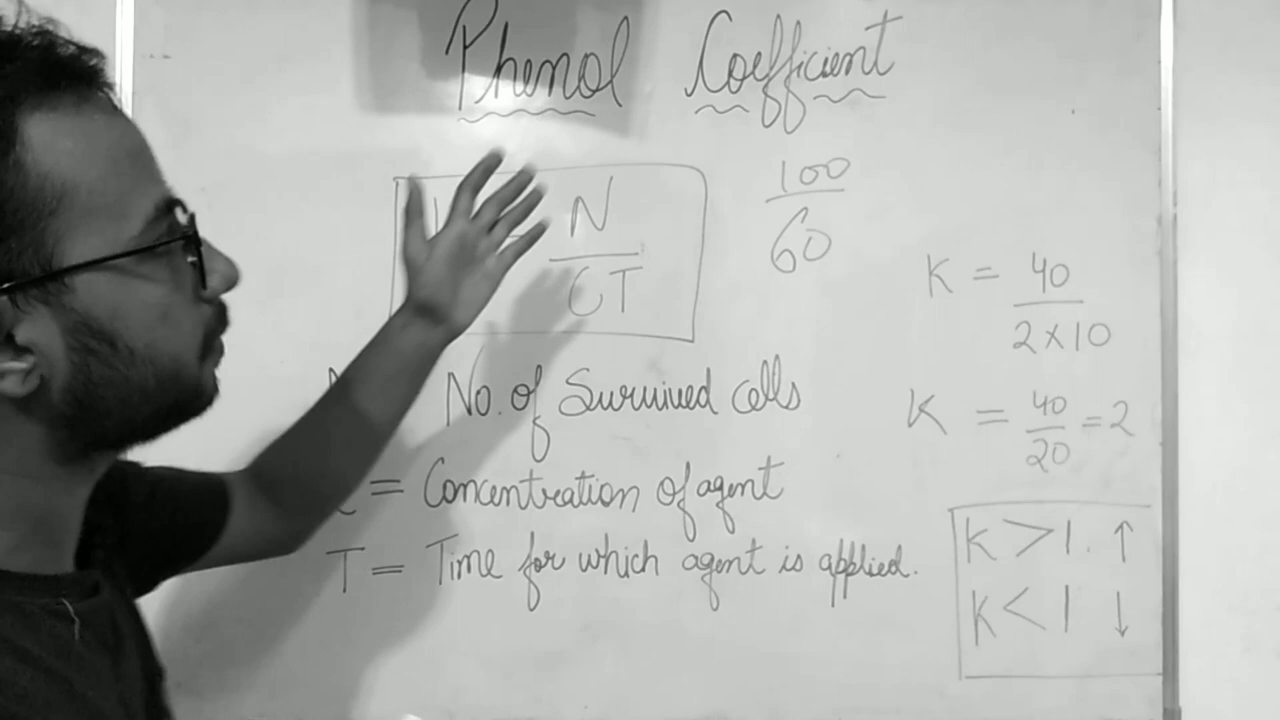 Phenol Coefficient
N
CT
100
60
K = 40
2 × 10
K = 40 = 2
20
No. of Survived cells
= Concentration of agent
T = Time for which agent is applied.
K > 1. ↑
K < 1 ↓